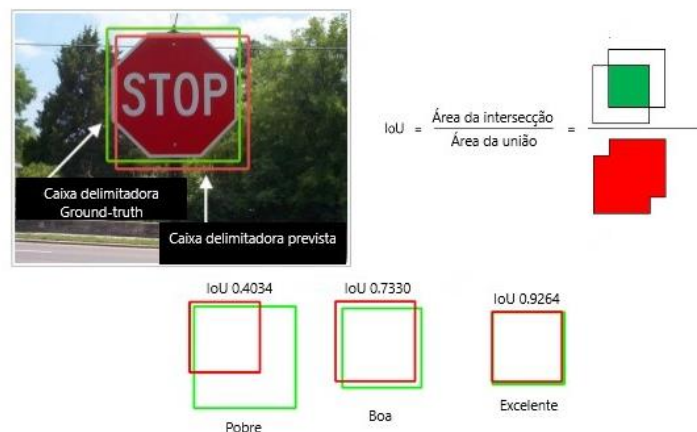 STOP
Caixa delimitadora
Ground-truth
Caixa delimitadora prevista
IoU = Área da intersecção
Área da união
=
IoU 0.4034
IoU 0.7330
IoU 0.9264
Pobre
Boa
Excelente